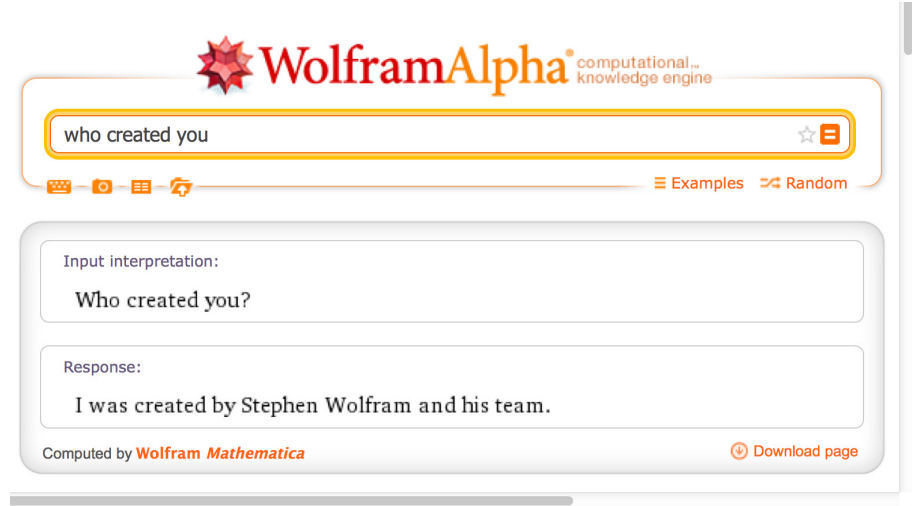 WolframAlpha computational... knowledge engine
who created you
Examples Random
Input interpretation:
Who created you?
Response:
I was created by Stephen Wolfram and his team.
Computed by Wolfram Mathematica Download page